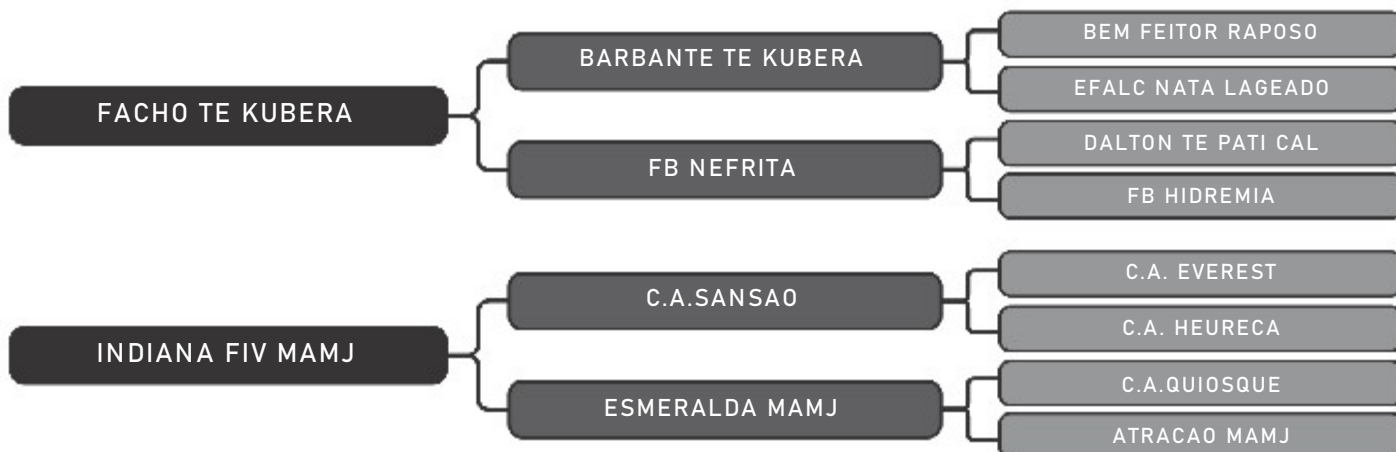 FACHO TE KUBERA
BARBANTE TE KUBERA
BEM FEITOR RAPOSO
EFALC NATA LAGEADO
FB NEFRITA
DALTON TE PATI CAL
FB HIDREMIA
INDIANA FIV MAMJ
C.A.SANSAO
C.A. EVEREST
C.A. HEURECA
ESMERALDA MAMJ
C.A.QUIOSQUE
ATRACAO MAMJ